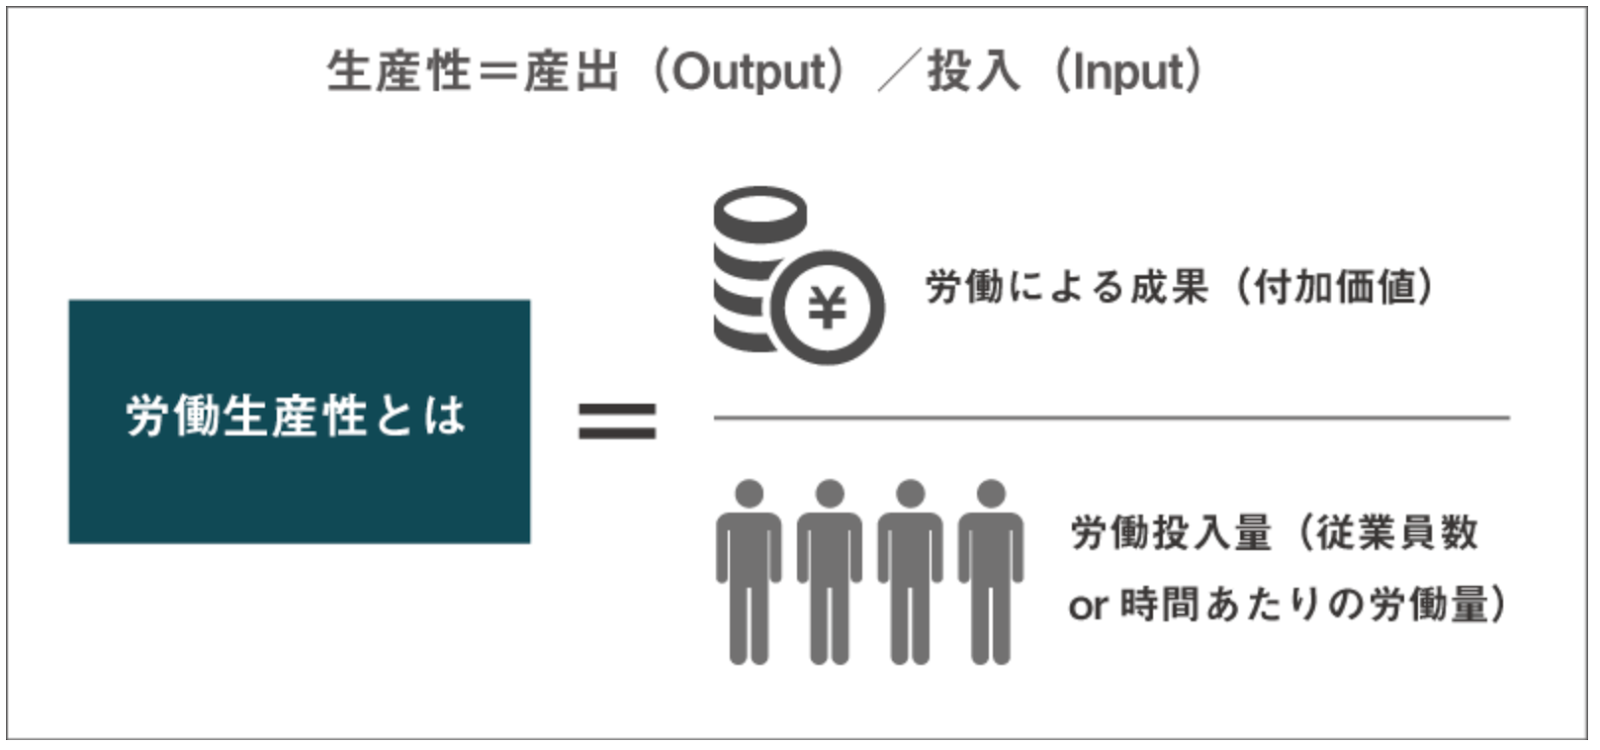 生産性＝産出（Output）／投入（Input）
労働生産性とは
＝
¥
労働による成果（付加価値）
労働投入量（従業員数
or 時間あたりの労働量）